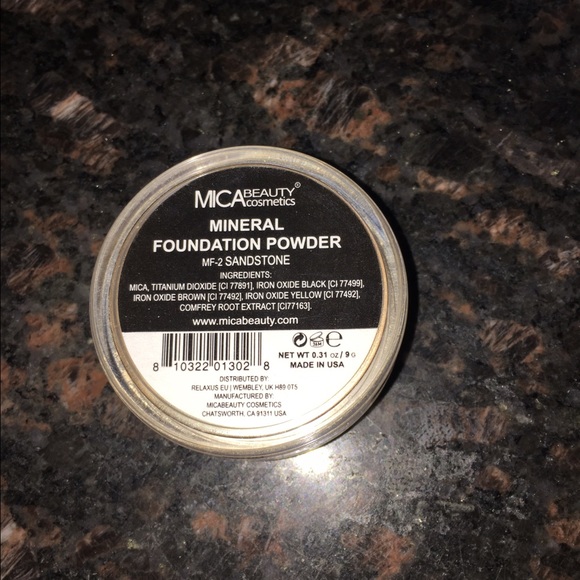 MICABEAUTY®
cosmetics
MINERAL
FOUNDATION POWDER
MF-2 SANDSTONE
INGREDIENTS:
MICA, TITANIUM DIOXIDE [CI 77891], IRON OXIDE BLACK [CI 77499],
IRON OXIDE BROWN [CI 77492], IRON OXIDE YELLOW [CI 77492],
COMFREY ROOT EXTRACT [CI77163].
www.micabeauty.com
8 10322 01302 8
NET WT 0.31 oz / 9 g
MADE IN USA
DISTRIBUTED BY:
RELAXUS EU | WEMBLEY, UK H89 0T5
MANUFACTURED BY:
MICABEAUTY COSMETICS
CHATSWORTH, CA 91311 USA